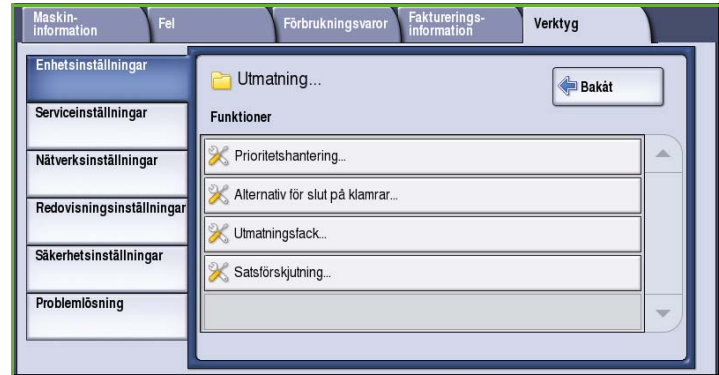 Maskin-
information
Fel
Förbrukningsvaror
Fakturerings-
information
Verktyg
Enhetsinställningar
Serviceinställningar
Nätverksinställningar
Redovisningsinställningar
Säkerhetsinställningar
Problemlösning
Utmatning...
Bakåt
Funktioner
Prioritetshantering...
Alternativ för slut på klamrar...
Utmatningsfack...
Satsförskjutning...